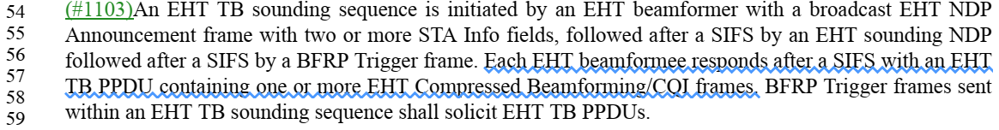 54 (#1103)An EHT TB sounding sequence is initiated by an EHT beamformer with a broadcast EHT NDP
55 Announcement frame with two or more STA Info fields, followed after a SIFS by an EHT sounding NDP
56 followed after a SIFS by a BFRP Trigger frame. Each EHT beamformee responds after a SIFS with an EHT
57
58 TB PPDU containing one or more EHT Compressed Beamforming/CQI frames. BFRP Trigger frames sent
59 within an EHT TB sounding sequence shall solicit EHT TB PPDUs.